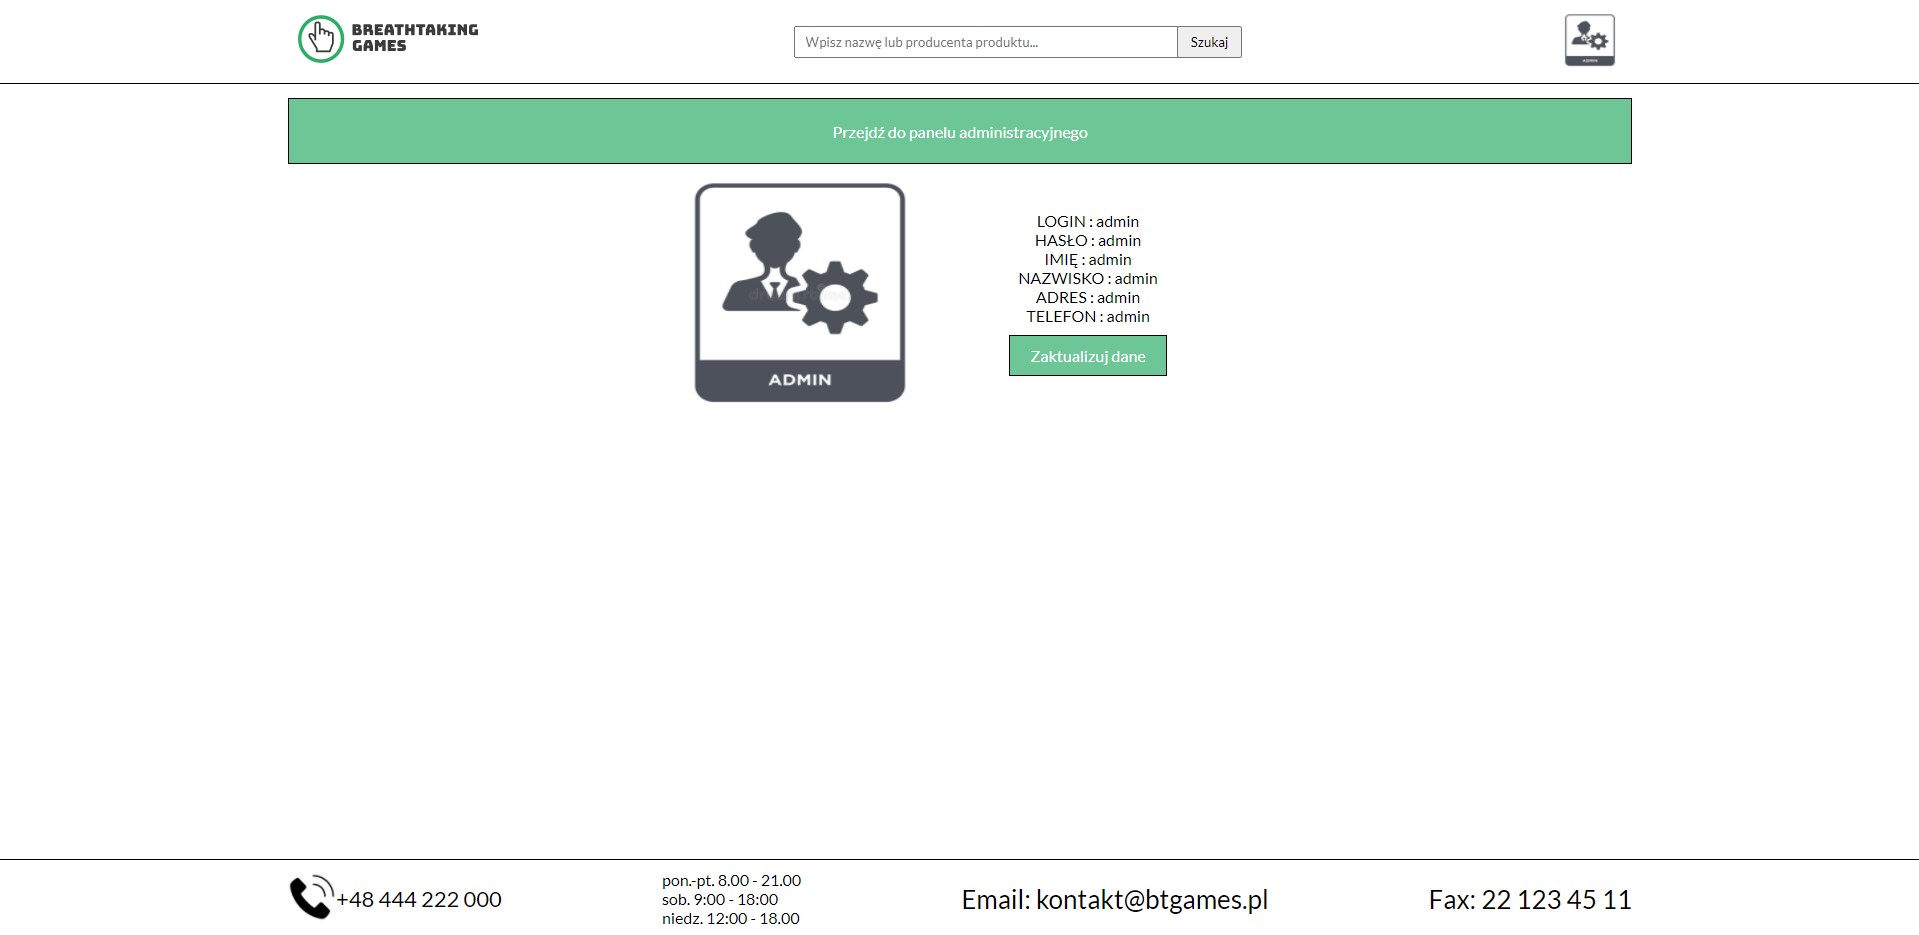 BREATHTAKING
GAMES
Wpisz nazwę lub producenta produktu...
Szukaj
ADMIN
Przejdź do panelu administracyjnego
ADMIN
LOGIN : admin
HASŁO : admin
IMIĘ : admin
NAZWISKO : admin
ADRES : admin
TELEFON : admin
Zaktualizuj dane
+48 444 222 000
pon.-pt. 8.00 - 21.00
sob. 9:00 - 18:00
niedz. 12:00 - 18.00
Email: kontakt@btgames.pl
Fax: 22 123 45 11